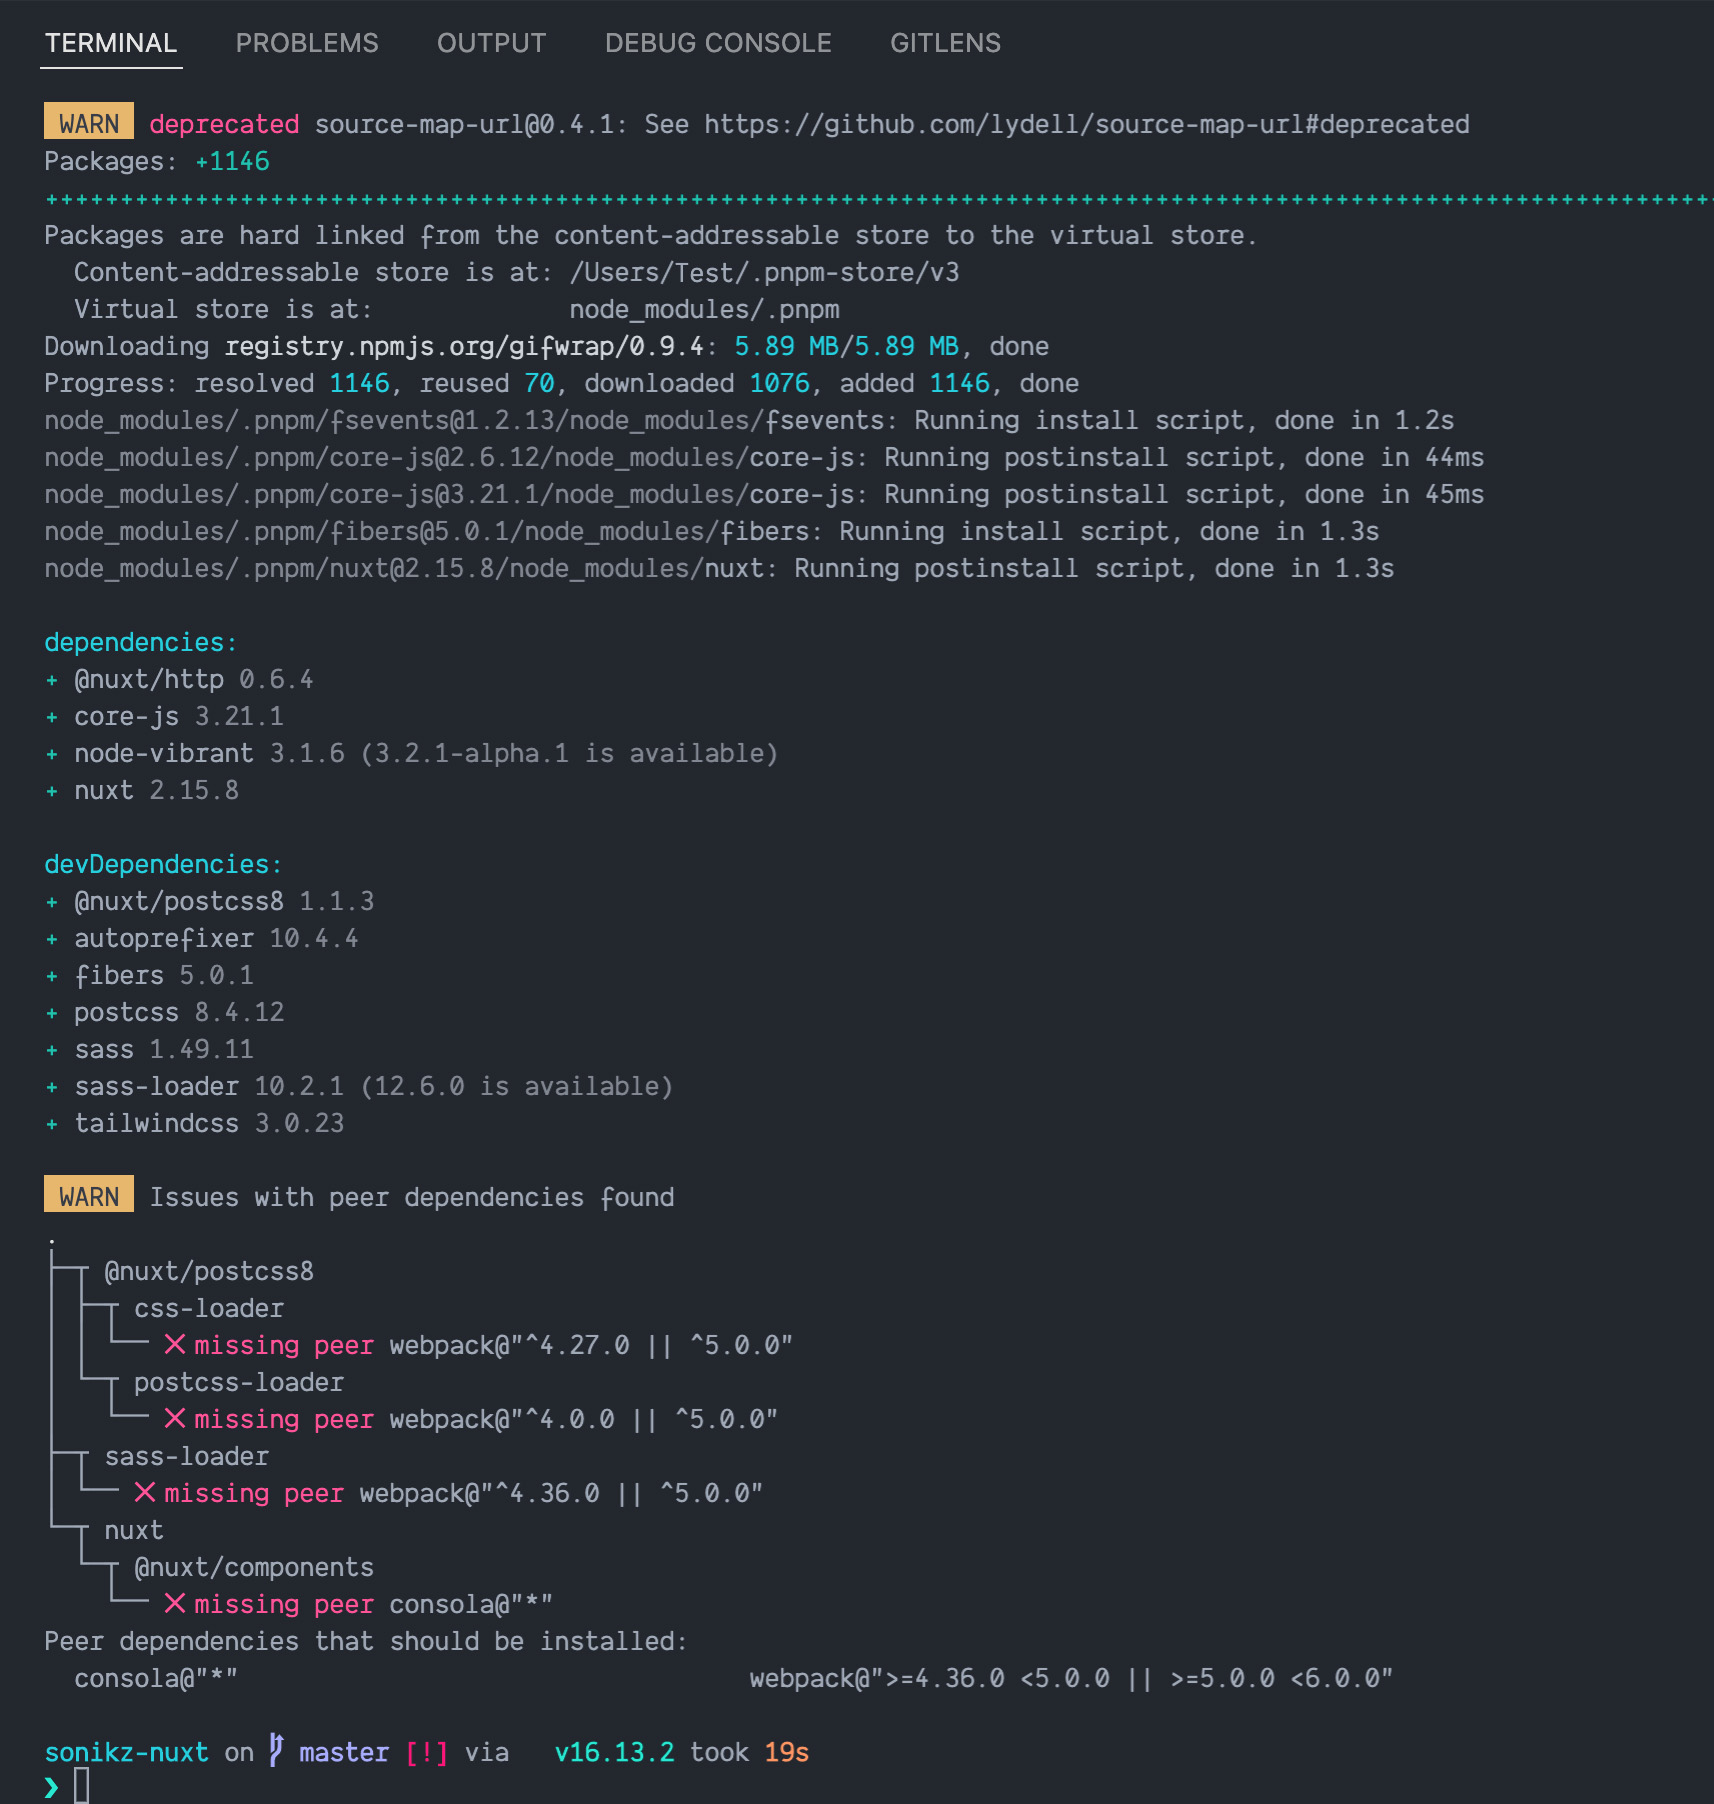 TERMINAL PROBLEMS OUTPUT DEBUG CONSOLE GITLENS
WARN deprecated source-map-url@0.4.1: See https://github.com/lydell/source-map-url#deprecated
Packages: +1146
++++++++++++++++++++++++++++++++++++++++++++++++++++++++++++++++++++++++++++++++++++++++++++++++++++++++++++++++
Packages are hard linked from the content-addressable store to the virtual store.
  Content-addressable store is at: /Users/Test/.pnpm-store/v3
  Virtual store is at:             node_modules/.pnpm
Downloading registry.npmjs.org/gifwrap/0.9.4: 5.89 MB/5.89 MB, done
Progress: resolved 1146, reused 70, downloaded 1076, added 1146, done
node_modules/.pnpm/fsevents@1.2.13/node_modules/fsevents: Running install script, done in 1.2s
node_modules/.pnpm/core-js@2.6.12/node_modules/core-js: Running postinstall script, done in 44ms
node_modules/.pnpm/core-js@3.21.1/node_modules/core-js: Running postinstall script, done in 45ms
node_modules/.pnpm/fibers@5.0.1/node_modules/fibers: Running install script, done in 1.3s
node_modules/.pnpm/nuxt@2.15.8/node_modules/nuxt: Running postinstall script, done in 1.3s
dependencies:
+ @nuxt/http 0.6.4
+ core-js 3.21.1
+ node-vibrant 3.1.6 (3.2.1-alpha.1 is available)
+ nuxt 2.15.8
devDependencies:
+ @nuxt/postcss8 1.1.3
+ autoprefixer 10.4.4
+ fibers 5.0.1
+ postcss 8.4.12
+ sass 1.49.11
+ sass-loader 10.2.1 (12.6.0 is available)
+ tailwindcss 3.0.23
WARN Issues with peer dependencies found
.
├─┬ @nuxt/postcss8
│ ├─┬ css-loader
│ │ └── ✕ missing peer webpack@"^4.27.0 || ^5.0.0"
│ └─┬ postcss-loader
│   └── ✕ missing peer webpack@"^4.0.0 || ^5.0.0"
├─┬ sass-loader
│ └── ✕ missing peer webpack@"^4.36.0 || ^5.0.0"
└─┬ nuxt
  └─┬ @nuxt/components
    └── ✕ missing peer consola@"*"
Peer dependencies that should be installed:
  consola@"*"                                  webpack@">=4.36.0 <5.0.0 || >=5.0.0 <6.0.0"
sonikz-nuxt on master [!] via v16.13.2 took 19s
❯